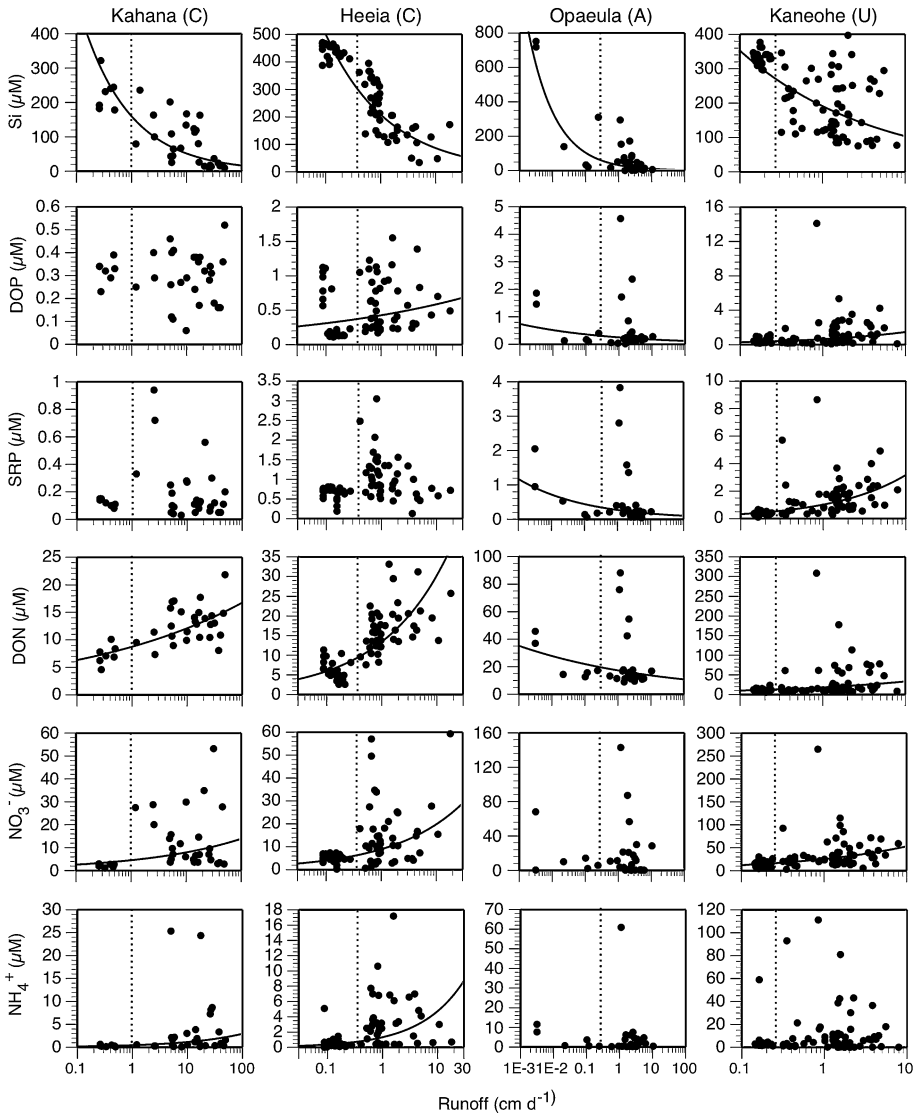 Kahana (C) Heeia (C) Opaeula (A) Kaneohe (U)
Si (µM)
400 300 200 100 0
500 400 300 200 100 0
800 600 400 200 0
400 300 200 100 0
DOP (µM)
0.6 0.5 0.4 0.3 0.2 0.1 0
2 1.5 1 0.5 0
5 4 3 2 1 0
16 12 8 4 0
SRP (µM)
1 0.8 0.6 0.4 0.2 0
3.5 3 2.5 2 1.5 1 0.5 0
4 3 2 1 0
10 8 6 4 2 0
DON (µM)
25 20 15 10 5 0
35 30 25 20 15 10 5 0
100 80 60 40 20 0
350 300 250 200 150 100 50 0
NO₃⁻ (µM)
60 50 40 30 20 10 0
60 50 40 30 20 10 0
160 120 80 40 0
300 250 200 150 100 50 0
NH₄⁺ (µM)
30 25 20 15 10 5 0
18 16 14 12 10 8 6 4 2 0
70 60 50 40 30 20 10 0
120 100 80 60 40 20 0
0.1 1 10 100 0.1 1 10 30 1E-3 1E-2 0.1 1 10 100 0.1 1 10
Runoff (cm d⁻¹)